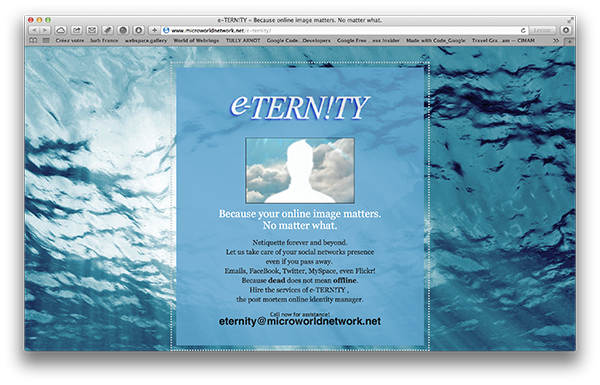 e-TERN!TY – Because online image matters. No matter what.
www.microworldnetwork.net/e-ternity/
Lecteur
Créez votre ...turb France webspace.gallery World of Webrings TULLY ARNOT Google Code...Developers Google Free ...ess Insider Made with Code_Google Travel Gra...am — CIMAM
e-TERN!TY
Because your online image matters.
No matter what.
Netiquette forever and beyond.
Let us take care of your social networks presence
even if you pass away.
Emails, FaceBook, Twitter, MySpace, even Flickr!
Because dead does not mean offline.
Hire the services of e-TERN!TY ,
the post mortem online identity manager.
Call now for assistance!
eternity@microworldnetwork.net